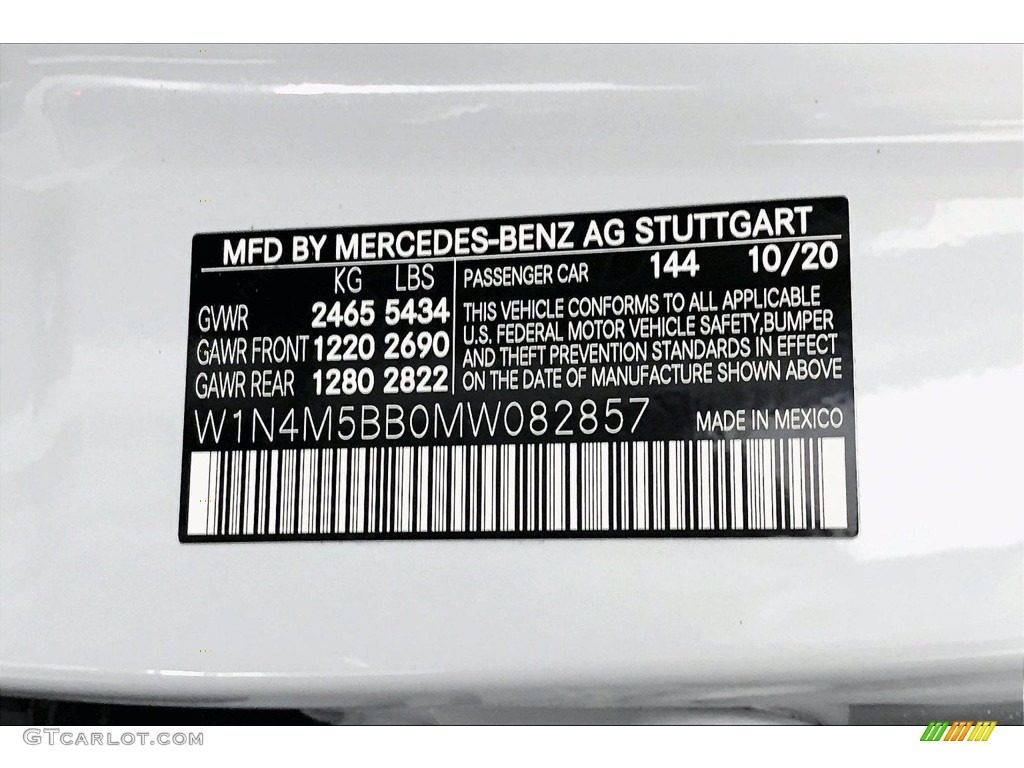 MFD BY MERCEDES-BENZ AG STUTTGART
KG LBS
GVWR 2465 5434
GAWR FRONT 1220 2690
GAWR REAR 1280 2822
PASSENGER CAR 144 10/20
THIS VEHICLE CONFORMS TO ALL APPLICABLE
U.S. FEDERAL MOTOR VEHICLE SAFETY,BUMPER
AND THEFT PREVENTION STANDARDS IN EFFECT
ON THE DATE OF MANUFACTURE SHOWN ABOVE
W1N4M5BB0MW082857 MADE IN MEXICO
GTCarlot.com